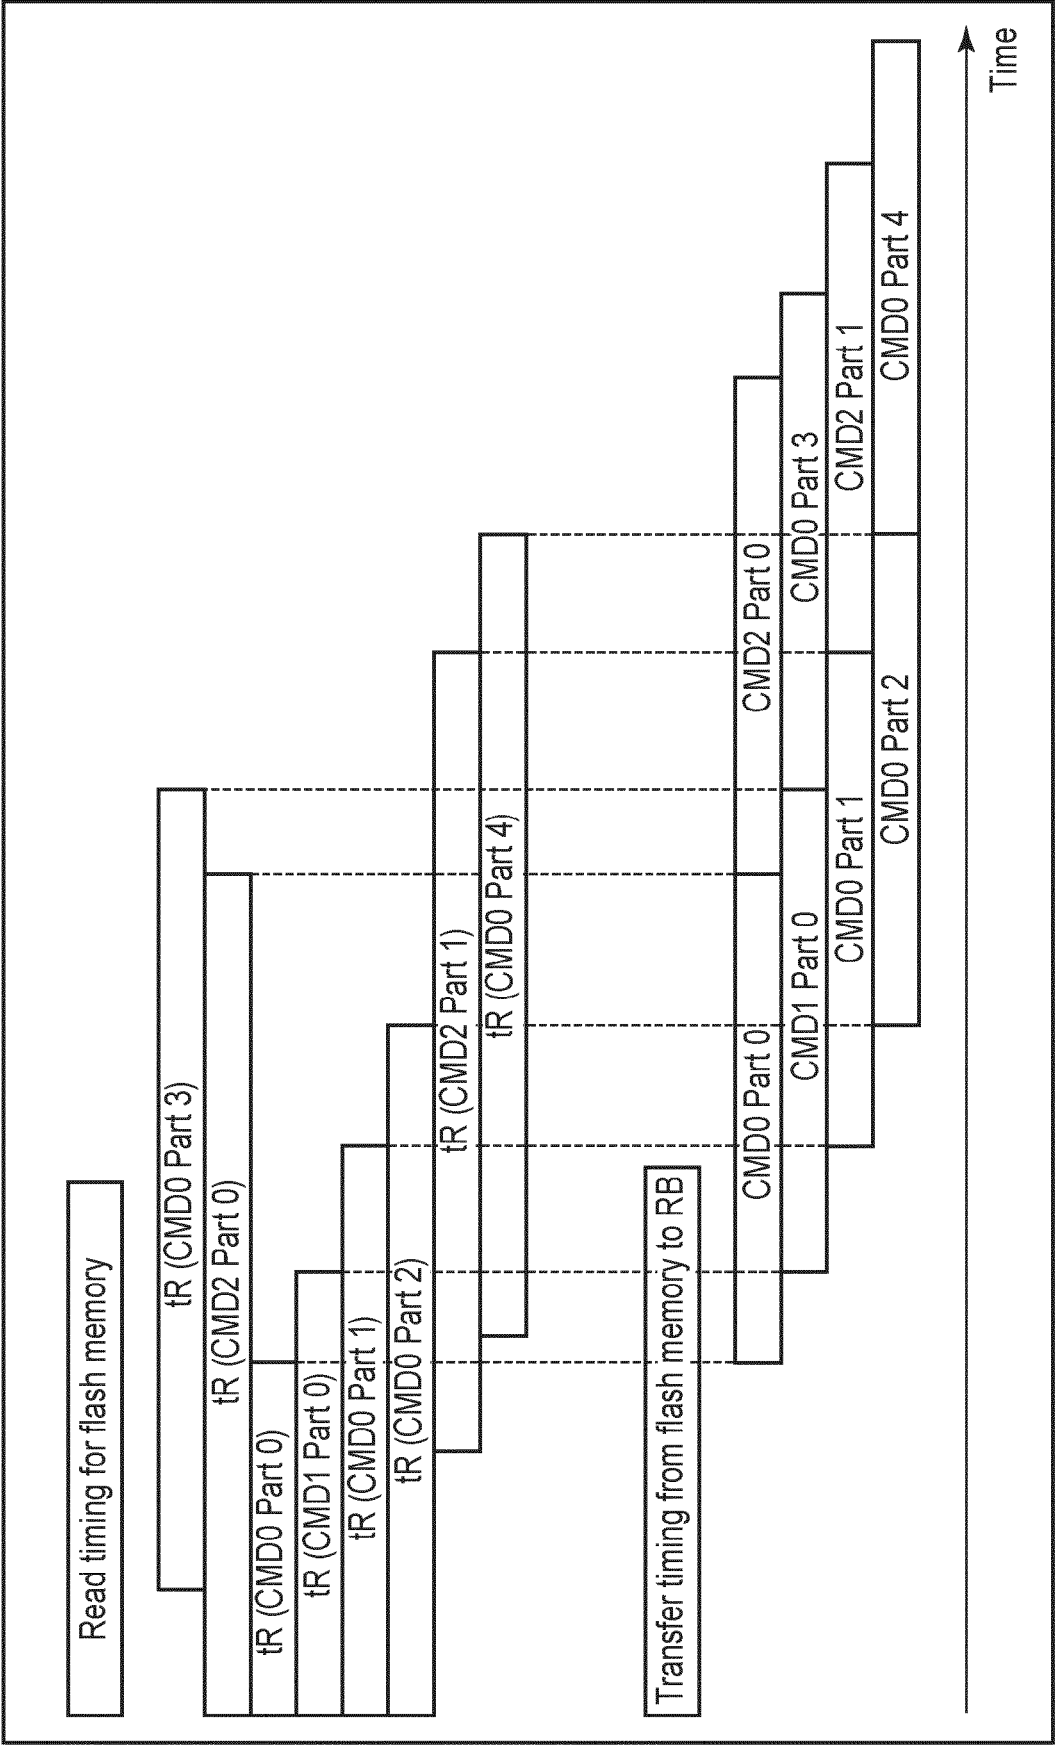 Read timing for flash memory
tR (CMD0 Part 3)
tR (CMD2 Part 0)
tR (CMD0 Part 0)
tR (CMD1 Part 0)
tR (CMD0 Part 1)
tR (CMD0 Part 2)
tR (CMD2 Part 1)
tR (CMD0 Part 4)
Transfer timing from flash memory to RB
CMD0 Part 0
CMD2 Part 0
CMD1 Part 0
CMD0 Part 3
CMD0 Part 1
CMD2 Part 1
CMD0 Part 2
CMD0 Part 4
Time